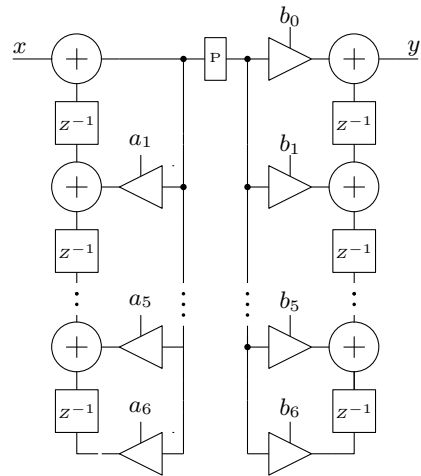 b₀
x P y
z⁻¹ z⁻¹
a₁ b₁
z⁻¹ z⁻¹
a₅ b₅
z⁻¹ z⁻¹
a₆ b₆